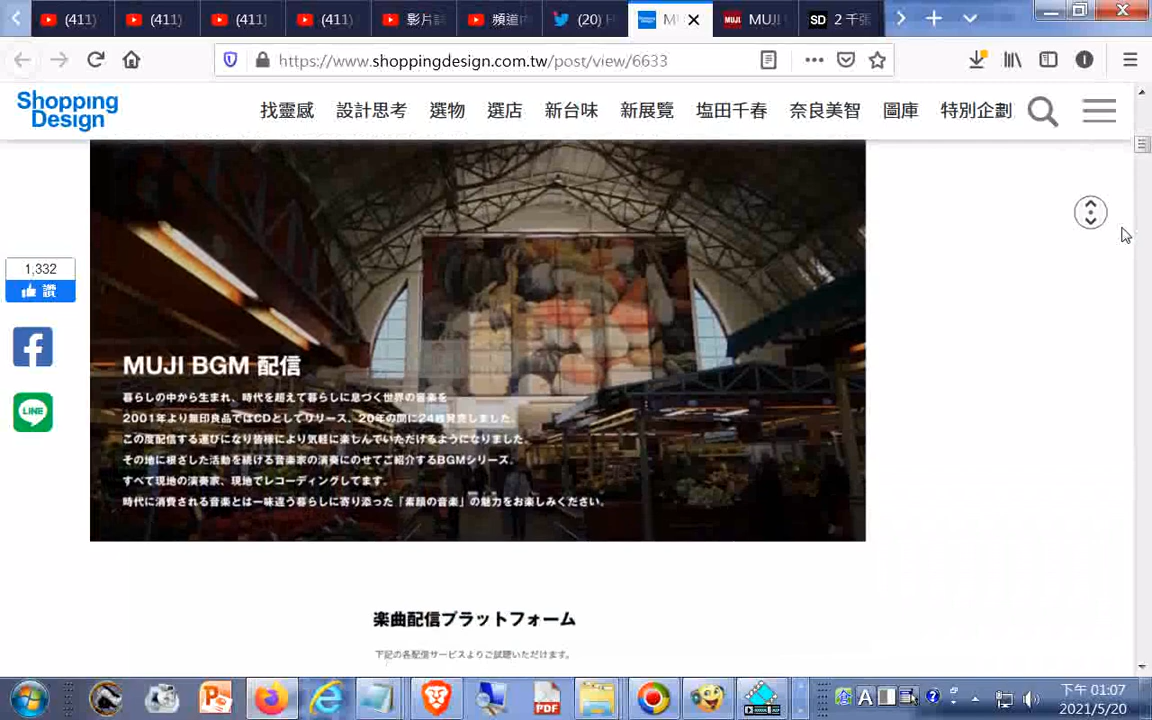 (411)
(411)
(411)
(411)
影片
頻道
(20)
M
MUJI
MUJI
SD 2 千張
https://www.shoppingdesign.com.tw/post/view/6633
Shopping
Design
找靈感 設計思考 選物 選店 新台味 新展覽 塩田千春 奈良美智 圖庫 特別企劃
1,332
讚
LINE
MUJI BGM 配信
暮らしの中から生まれ、時代を超えて暮らしに息づく世界の音楽を
2001年より無印良品ではCDとしてリリース、20年の間に24種発売しました。
この度配信する運びになり皆様により気軽に楽しんでいただけるようになりました。
その地に根ざした活動を続ける音楽家の演奏にのせてご紹介するBGMシリーズ。
すべて現地の演奏家、現地でレコーディングしてます。
時代に消費される音楽とは一味違う暮らしに寄り添った「素顔の音楽」の魅力をお楽しみください。
楽曲配信プラットフォーム
下記の各配信サービスよりご試聴いただけます。
PDF
A
下午 01:07
2021/5/20